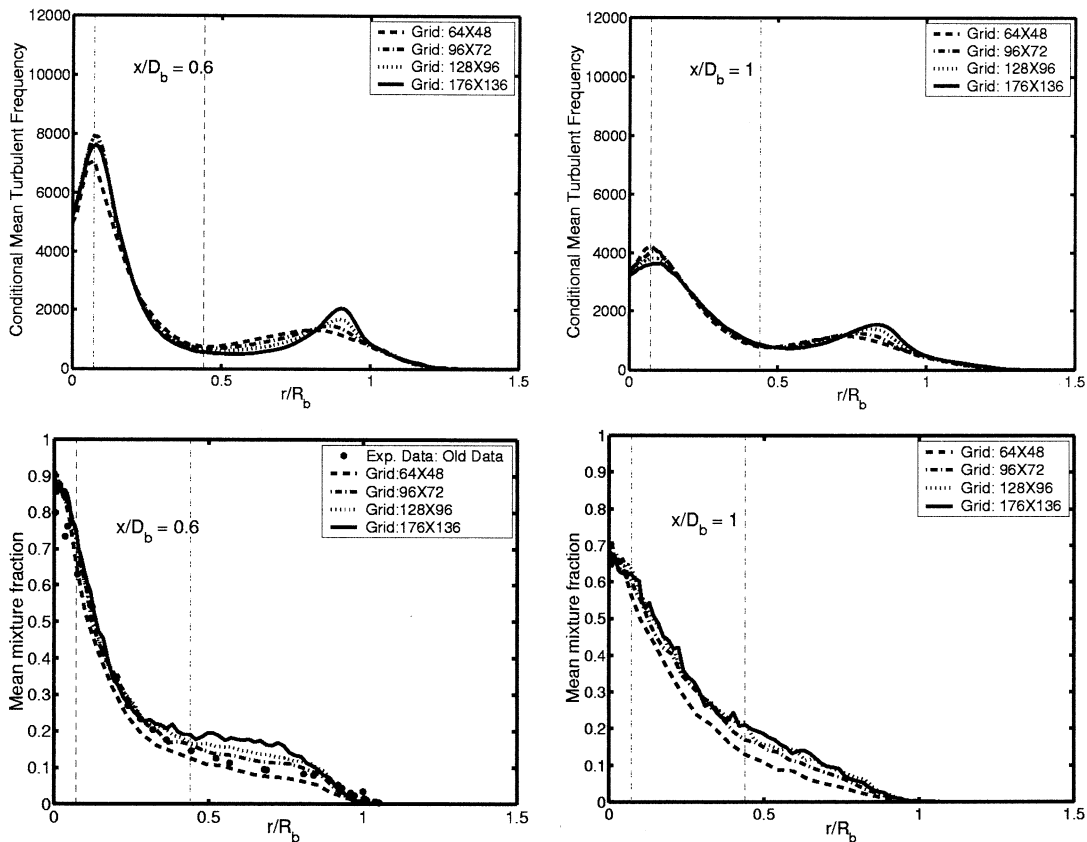 12000
10000
8000
6000
4000
2000
0
Conditional Mean Turbulent Frequency
x/D_b = 0.6
Grid: 64X48
Grid: 96X72
Grid: 128X96
Grid: 176X136
0
0.5
1
1.5
r/R_b
12000
10000
8000
6000
4000
2000
0
Conditional Mean Turbulent Frequency
x/D_b = 1
Grid: 64X48
Grid: 96X72
Grid: 128X96
Grid: 176X136
0
0.5
1
1.5
r/R_b
1
0.9
0.8
0.7
0.6
0.5
0.4
0.3
0.2
0.1
0
Mean mixture fraction
x/D_b = 0.6
Exp. Data: Old Data
Grid:64X48
Grid:96X72
Grid:128X96
Grid:176X136
0
0.5
1
1.5
r/R_b
1
0.9
0.8
0.7
0.6
0.5
0.4
0.3
0.2
0.1
0
Mean mixture fraction
x/D_b = 1
Grid: 64X48
Grid: 96X72
Grid: 128X96
Grid: 176X136
0
0.5
1
1.5
r/R_b